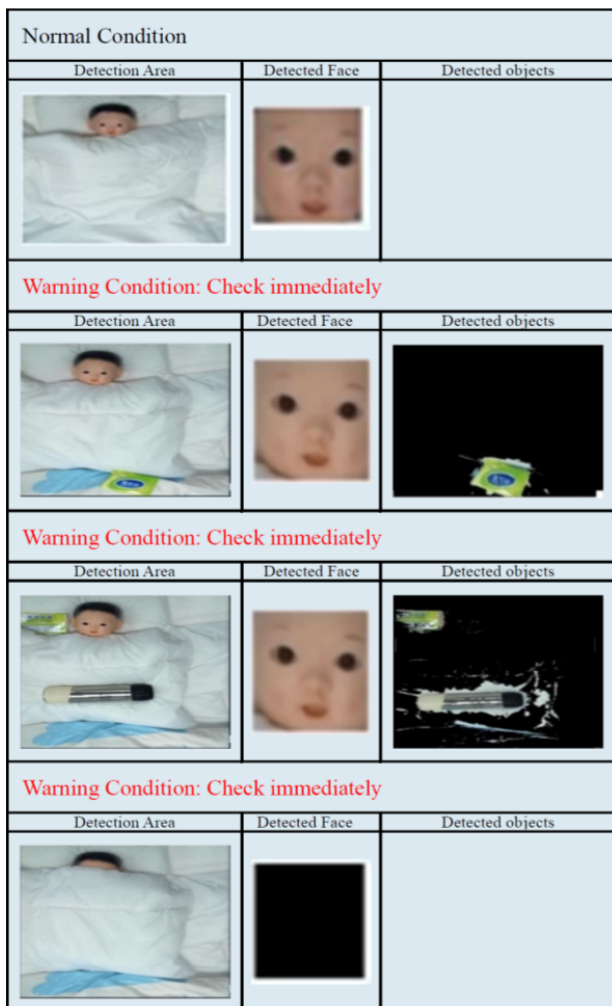 Normal Condition
Detection Area Detected Face Detected objects
Warning Condition: Check immediately
Detection Area Detected Face Detected objects
Warning Condition: Check immediately
Detection Area Detected Face Detected objects
Warning Condition: Check immediately
Detection Area Detected Face Detected objects